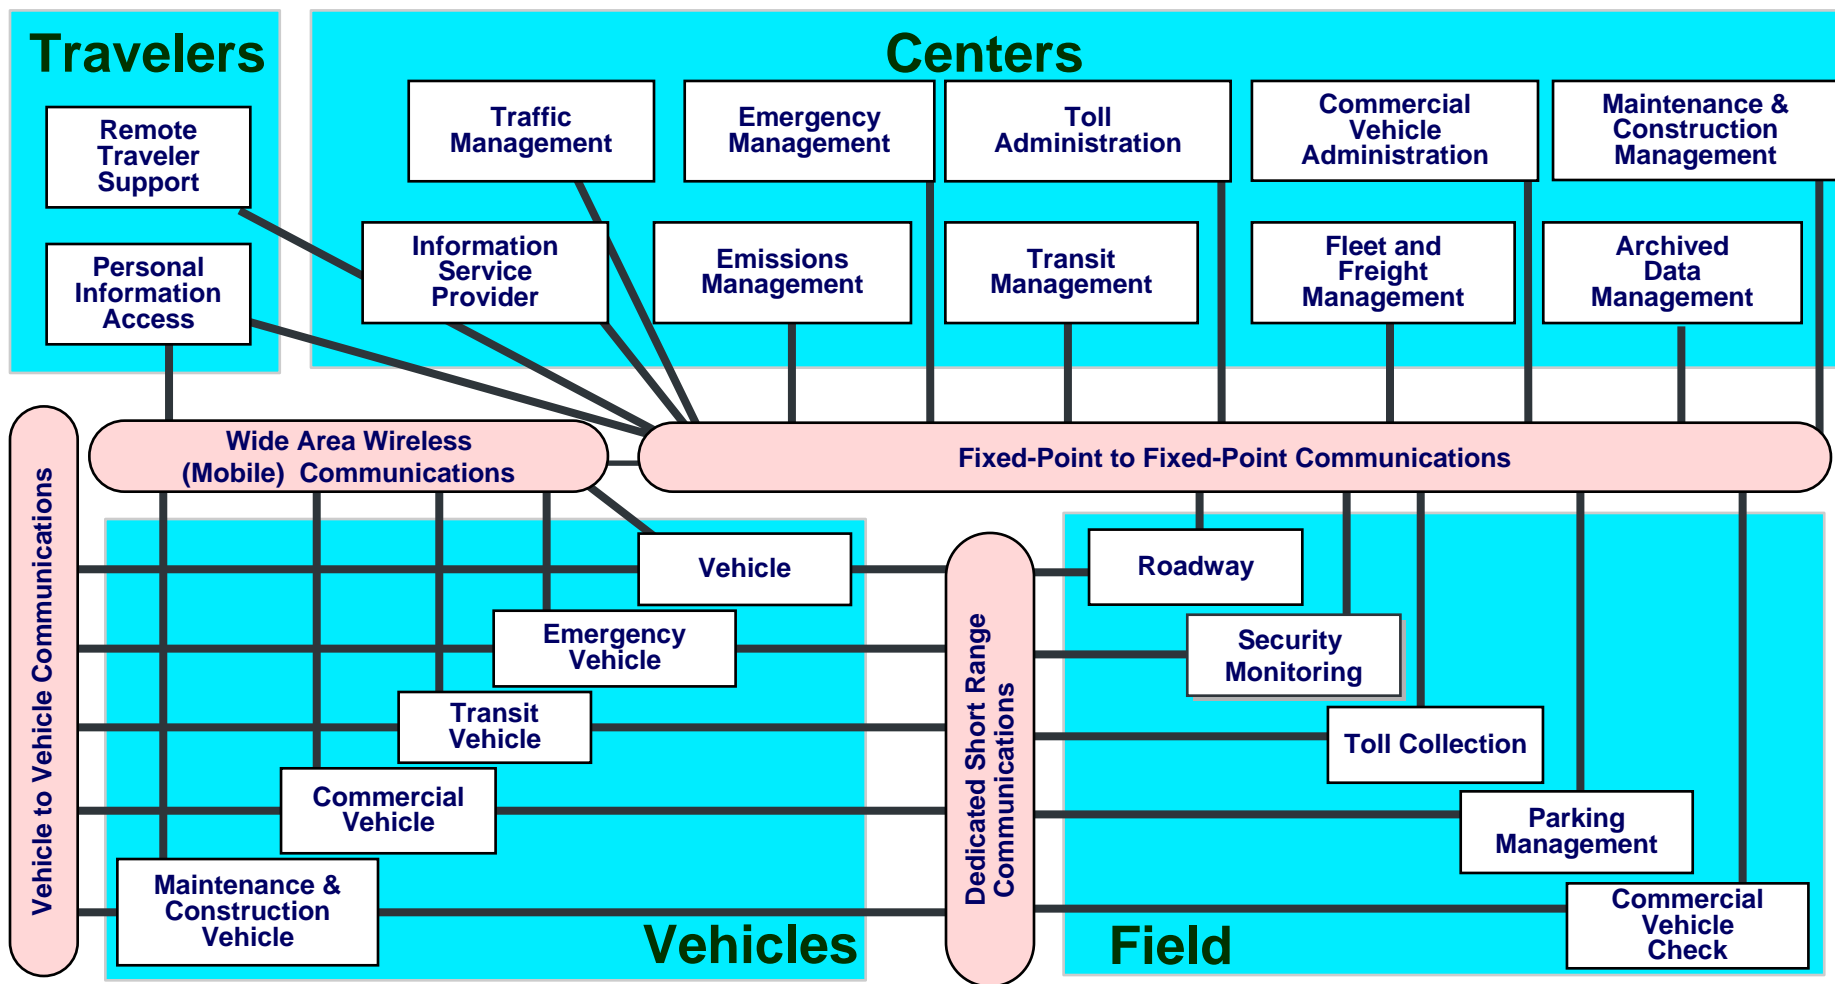 Travelers
Centers
Remote
Traveler
Support
Personal
Information
Access
Traffic
Management
Emergency
Management
Toll
Administration
Commercial
Vehicle
Administration
Maintenance &
Construction
Management
Information
Service
Provider
Emissions
Management
Transit
Management
Fleet and
Freight
Management
Archived
Data
Management
Vehicle to Vehicle Communications
Wide Area Wireless
(Mobile)  Communications
Fixed-Point to Fixed-Point Communications
Vehicle
Emergency
Vehicle
Transit
Vehicle
Commercial
Vehicle
Maintenance &
Construction
Vehicle
Vehicles
Dedicated Short Range
Communications
Roadway
Security
Monitoring
Toll Collection
Parking
Management
Commercial
Vehicle
Check
Field